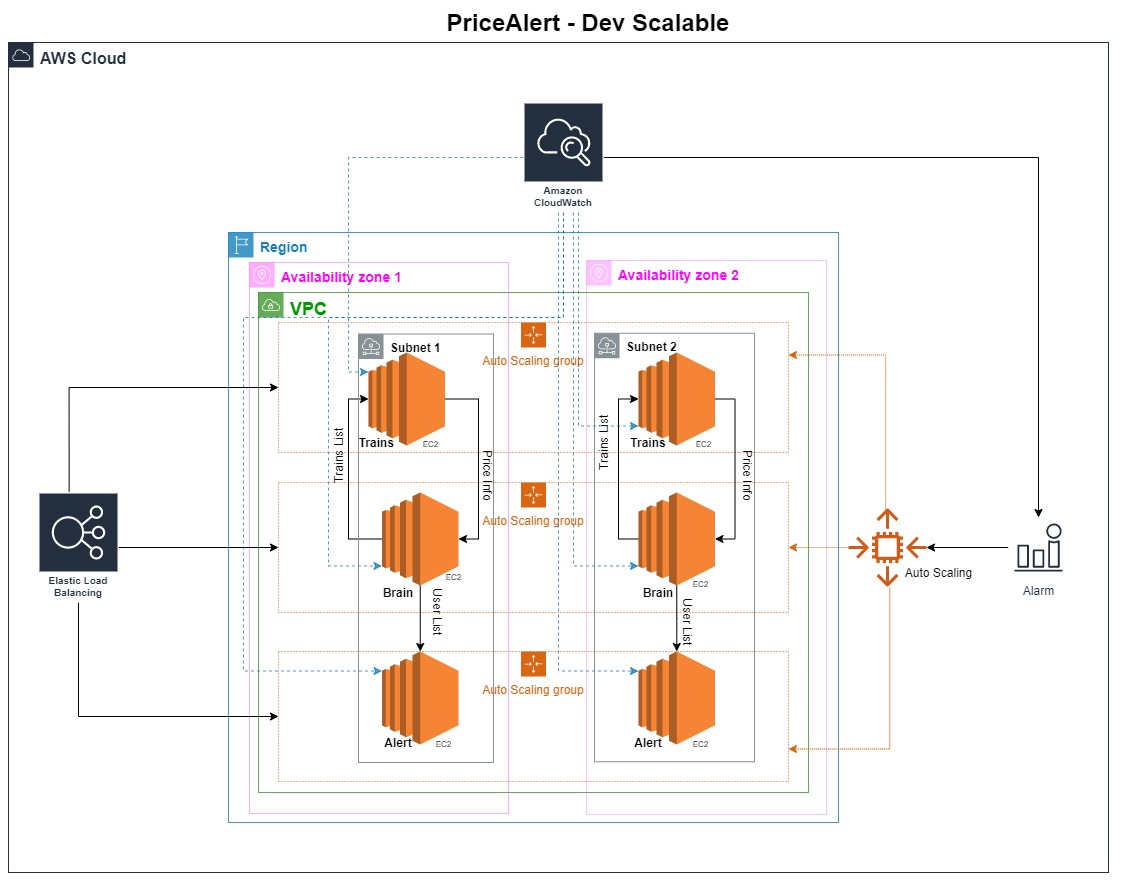 PriceAlert - Dev Scalable
AWS Cloud
Amazon
CloudWatch
Region
Availability zone 1
Availability zone 2
VPC
Auto Scaling group
Subnet 1
Subnet 2
Trains
EC2
Trains
EC2
Trains List
Price Info
Trains List
Price Info
Auto Scaling group
Elastic Load
Balancing
Brain
EC2
Brain
EC2
Auto Scaling
Alarm
User List
User List
Auto Scaling group
Alert
EC2
Alert
EC2